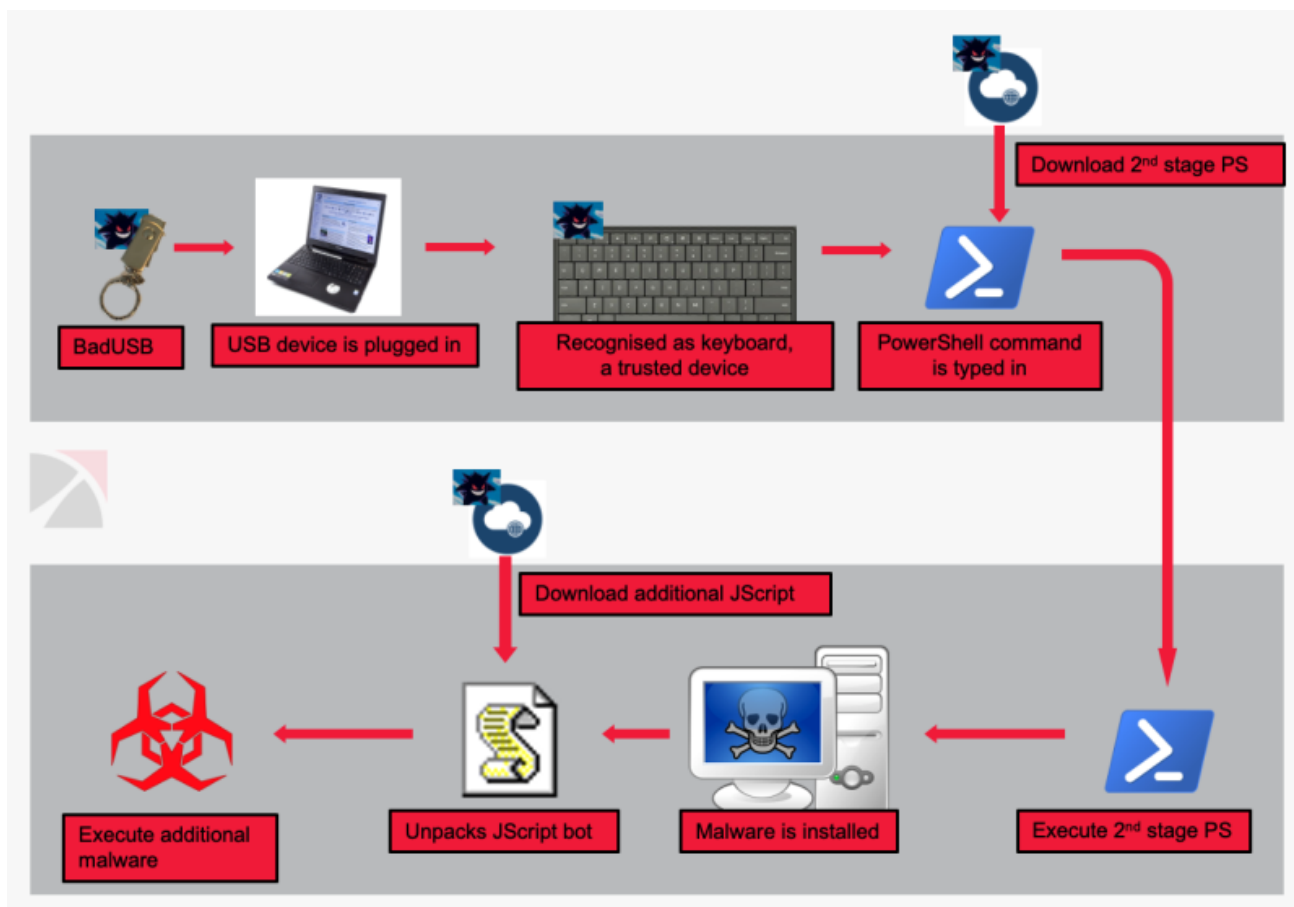 Download 2nd stage PS
BadUSB
USB device is plugged in
Recognised as keyboard,
a trusted device
PowerShell command
is typed in
Download additional JScript
Execute additional
malware
Unpacks JScript bot
Malware is installed
Execute 2nd stage PS